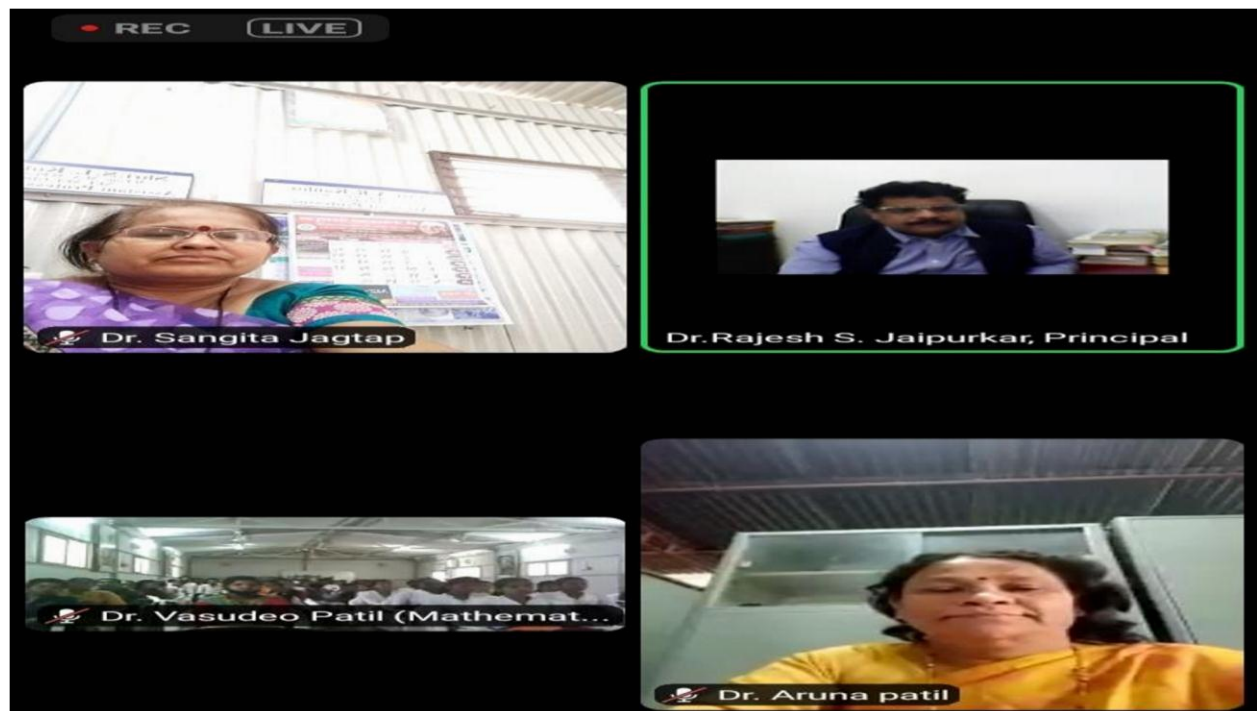 REC LIVE
Dr. Sangita Jagtap
Dr.Rajesh S. Jaipurkar, Principal
Dr. Vasudeo Patil (Mathemat...
Dr. Aruna patil